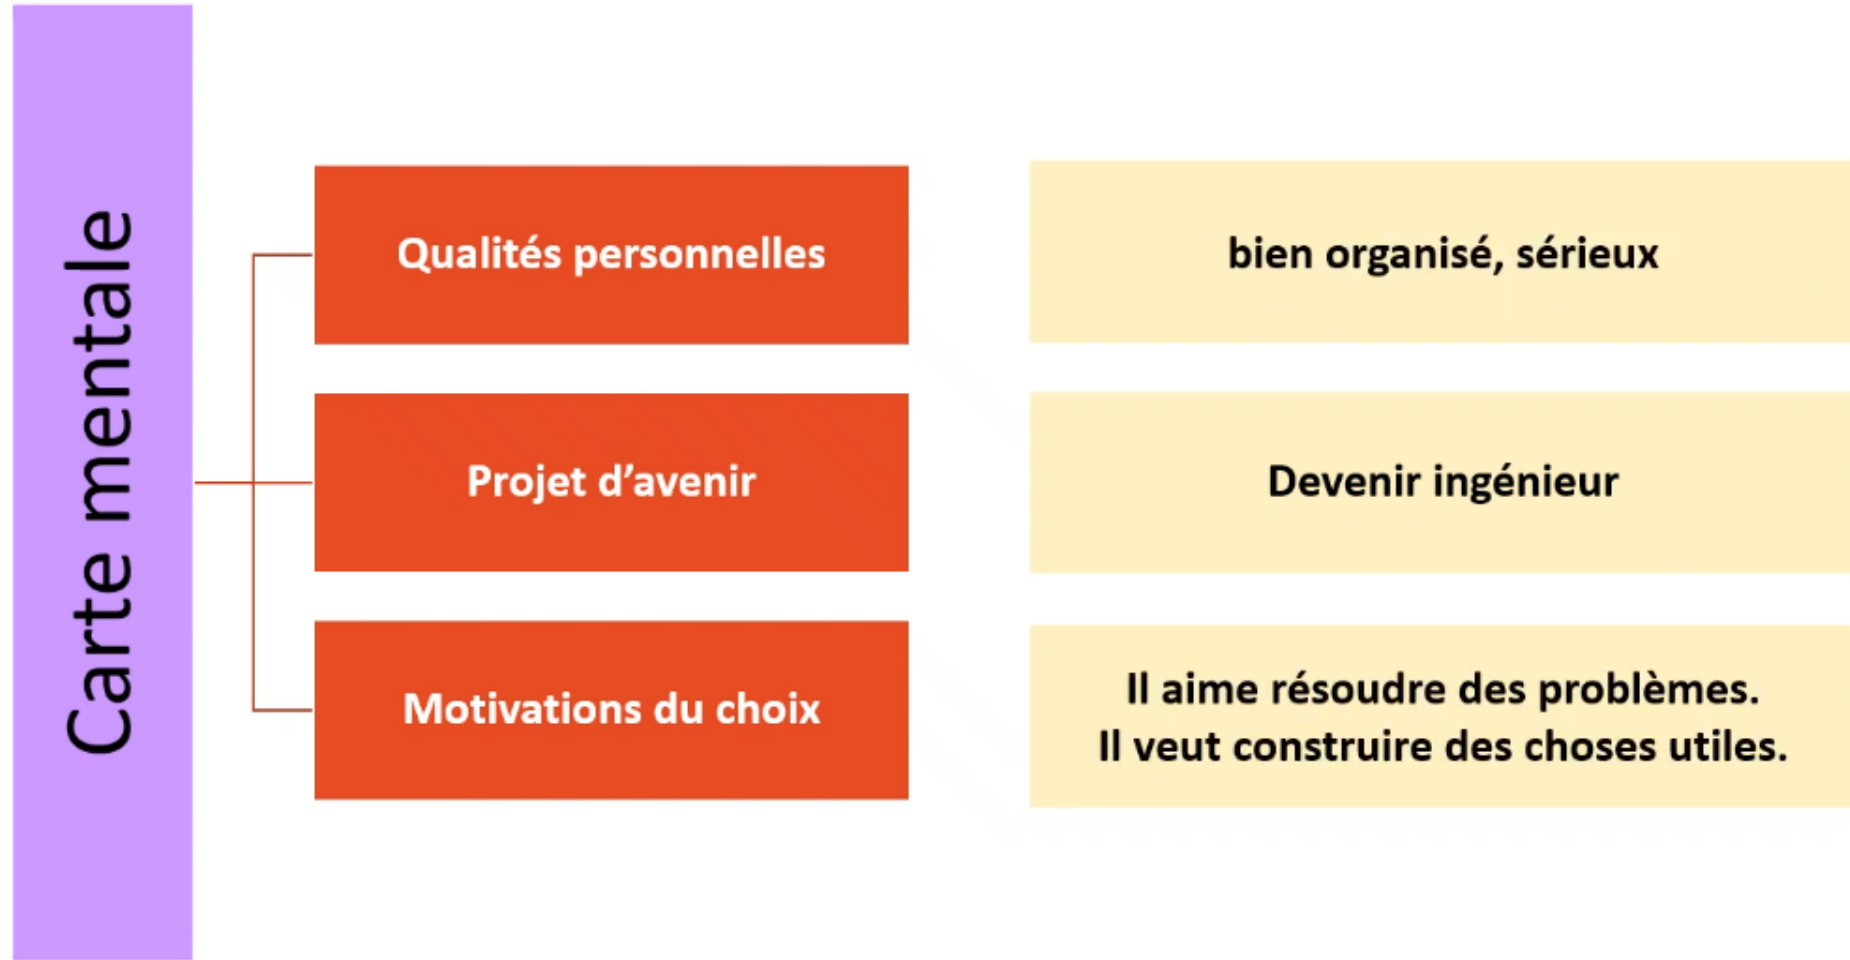 Carte mentale
Qualités personnelles
bien organisé, sérieux
Projet d’avenir
Devenir ingénieur
Motivations du choix
Il aime résoudre des problèmes.
Il veut construire des choses utiles.